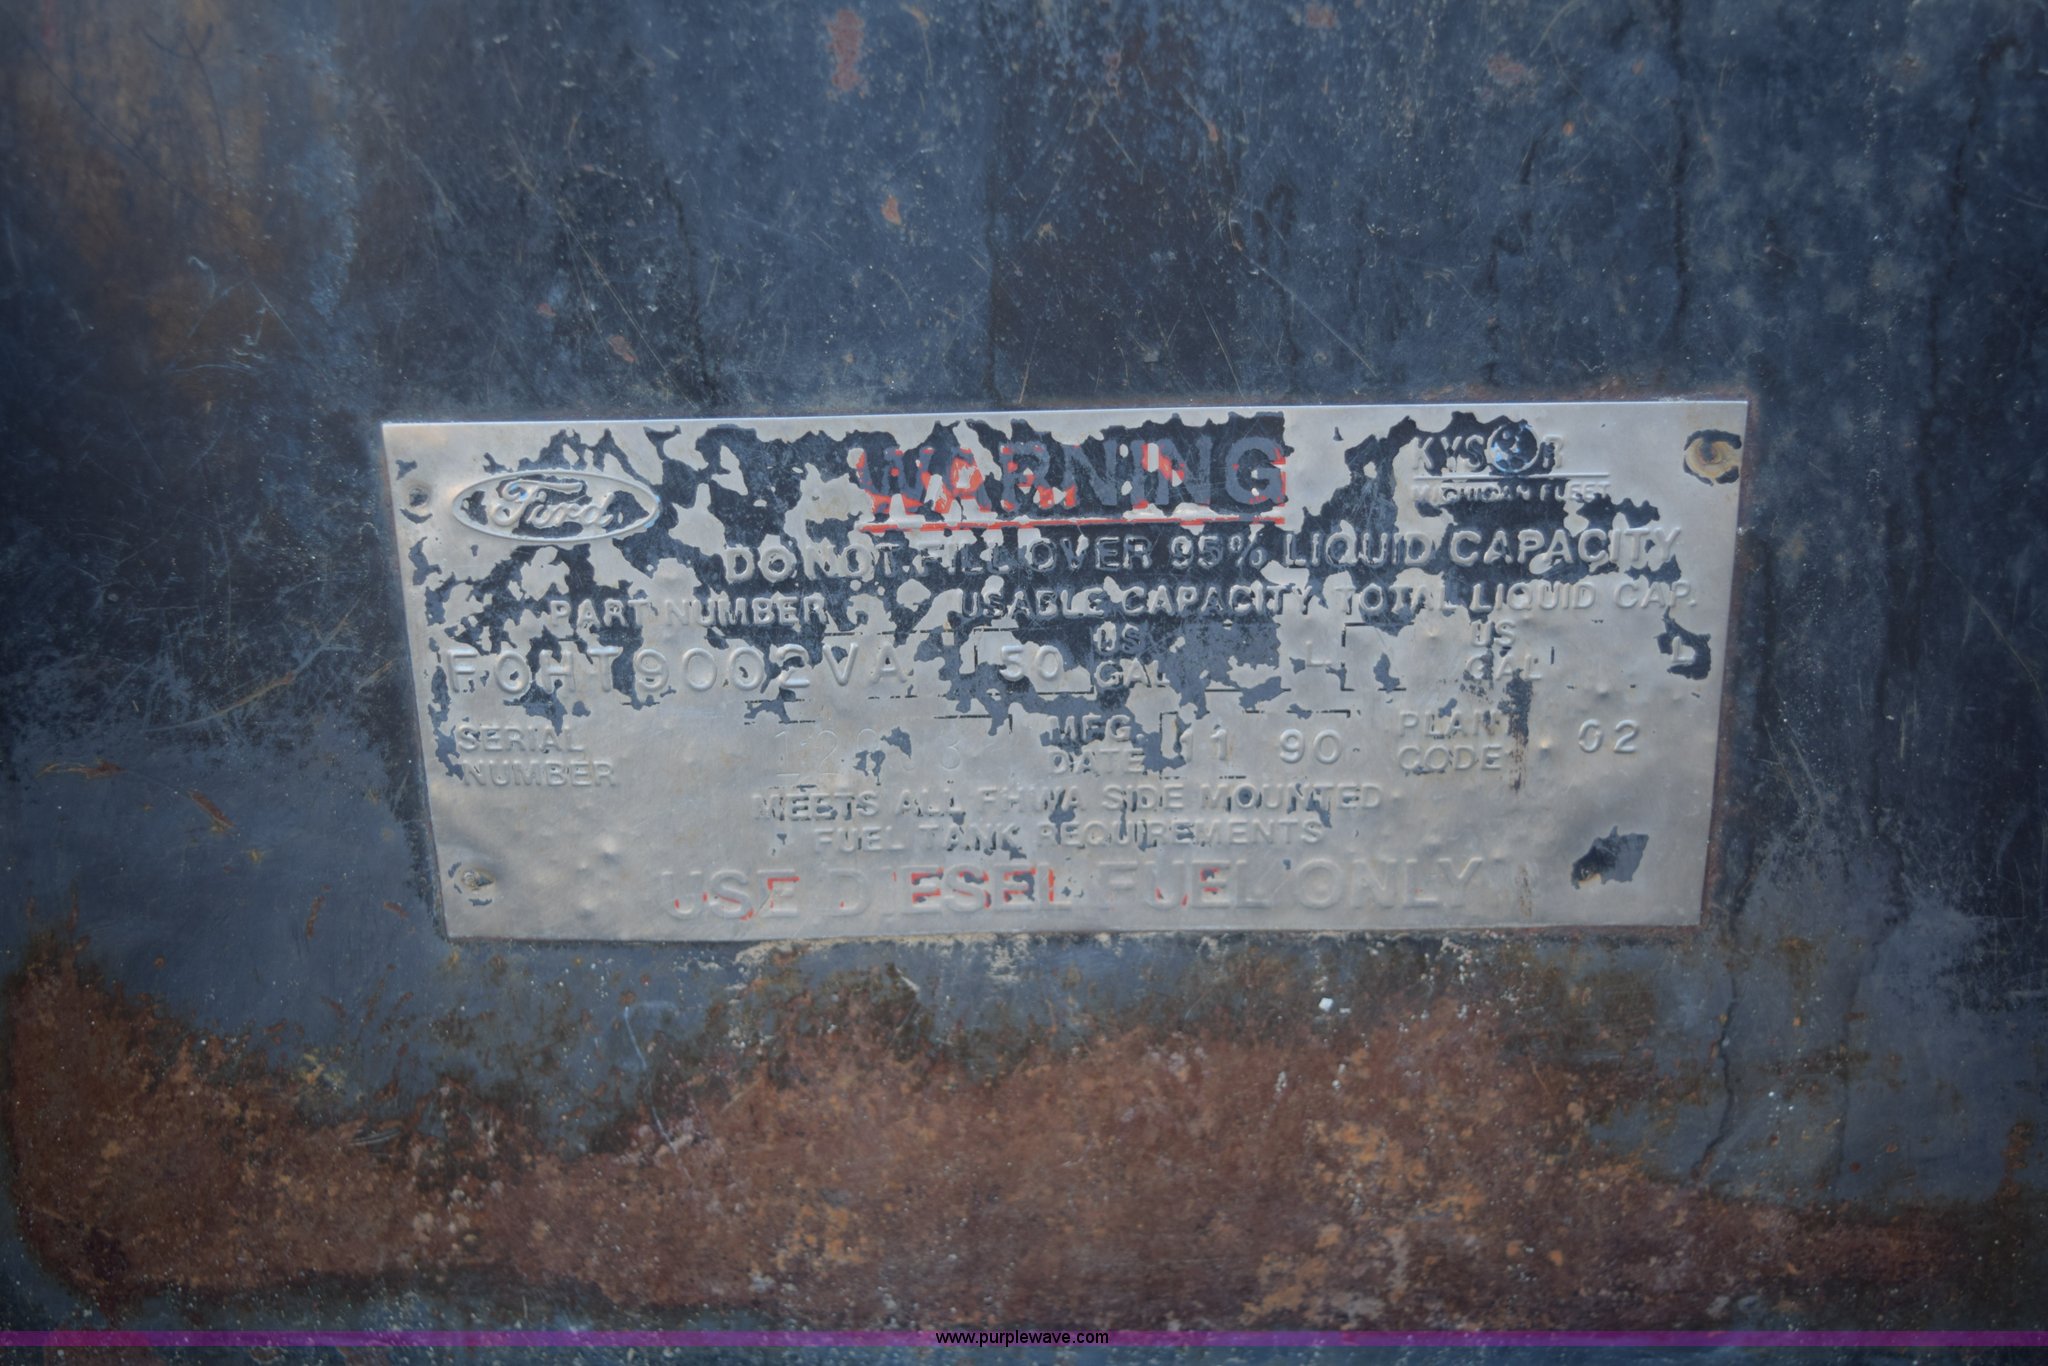 Ford
WARNING
KYSOR
MICHIGAN FLEET
DO NOT FILL OVER 95% LIQUID CAPACITY
PART NUMBER USABLE CAPACITY TOTAL LIQUID CAP.
F0HT9002VA 50 US GAL L US GAL L
SERIAL NUMBER MFG. DATE 11 90 PLANT CODE 02
MEETS ALL FHWA SIDE MOUNTED
FUEL TANK REQUIREMENTS
USE DIESEL FUEL ONLY
www.purplewave.com